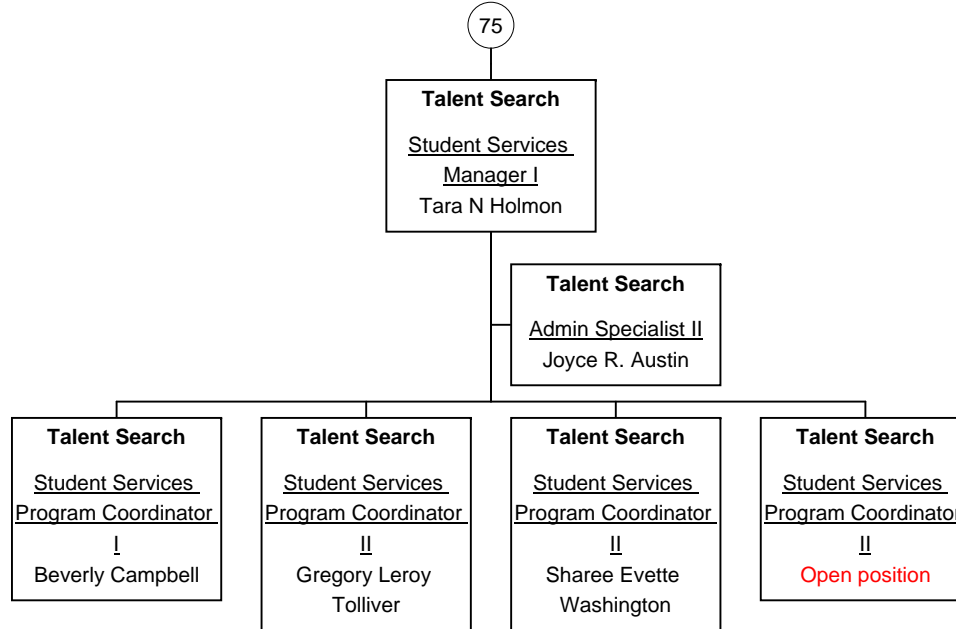 75
Talent Search
Student Services
Manager I
Tara N Holmon
Talent Search
Admin Specialist II
Joyce R. Austin
Talent Search
Student Services
Program Coordinator
I
Beverly Campbell
Talent Search
Student Services
Program Coordinator
II
Gregory Leroy
Tolliver
Talent Search
Student Services
Program Coordinator
II
Sharee Evette
Washington
Talent Search
Student Services
Program Coordinator
II
Open position